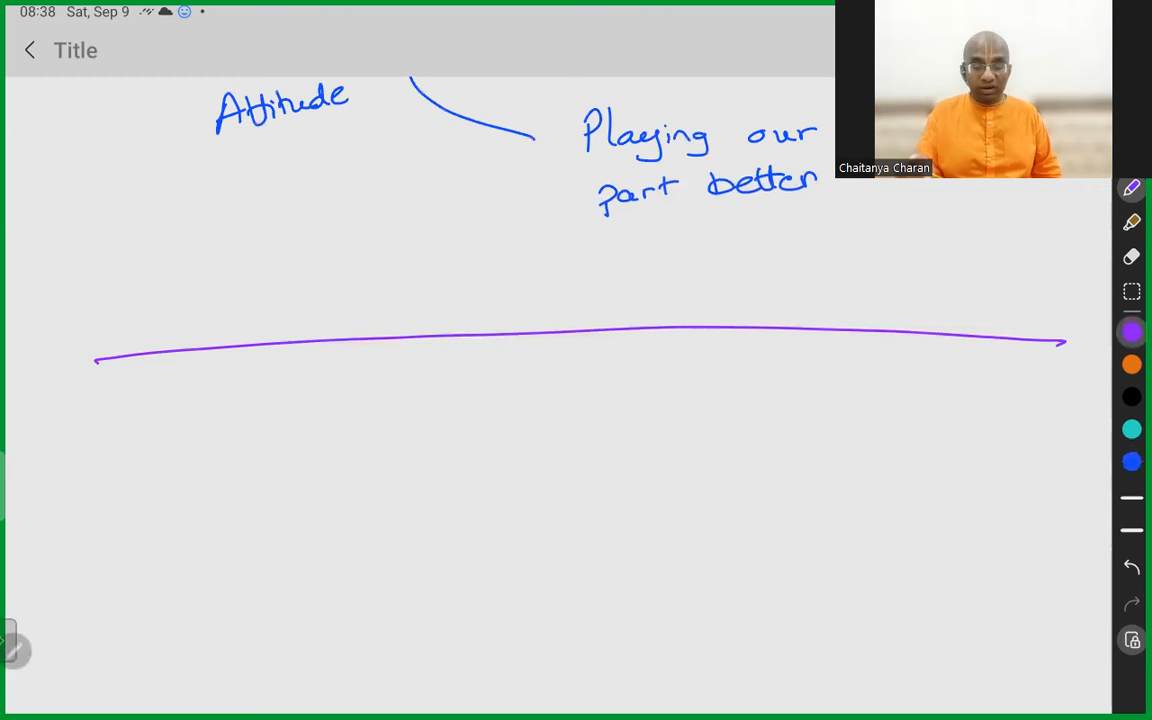 08:38 Sat, Sep 9
Title
Attitude
Playing our
part better
Chaitanya Charan